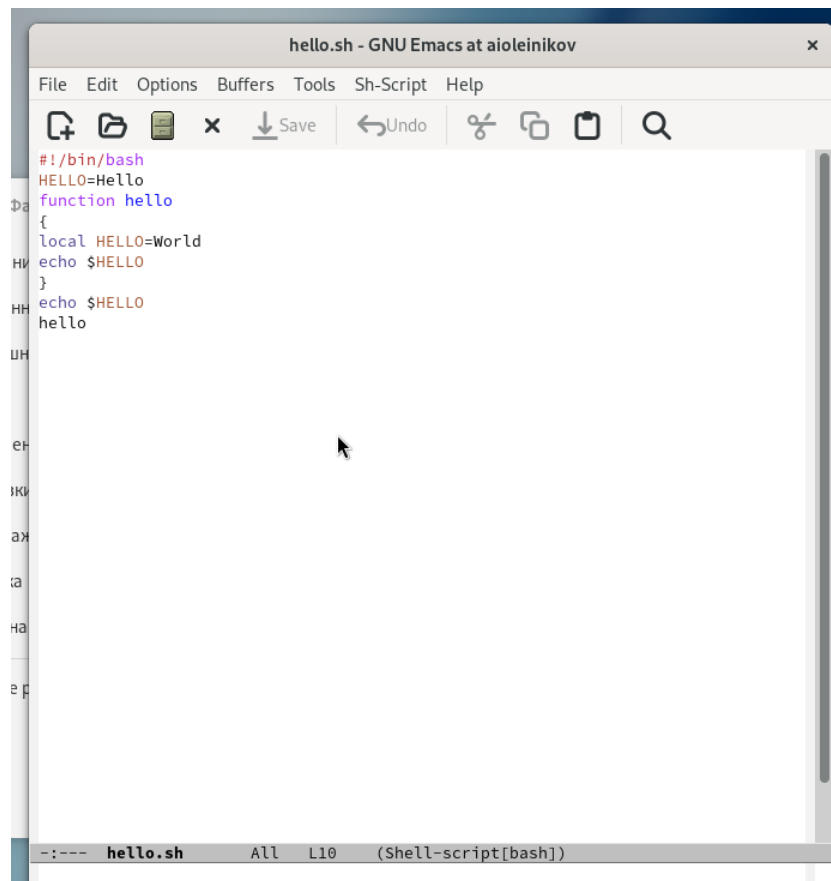 hello.sh - GNU Emacs at aioleinikov
File Edit Options Buffers Tools Sh-Script Help
Save Undo
#!/bin/bash
HELLO=Hello
function hello
{
local HELLO=World
echo $HELLO
}
echo $HELLO
hello
-:--- hello.sh All L10 (Shell-script[bash])